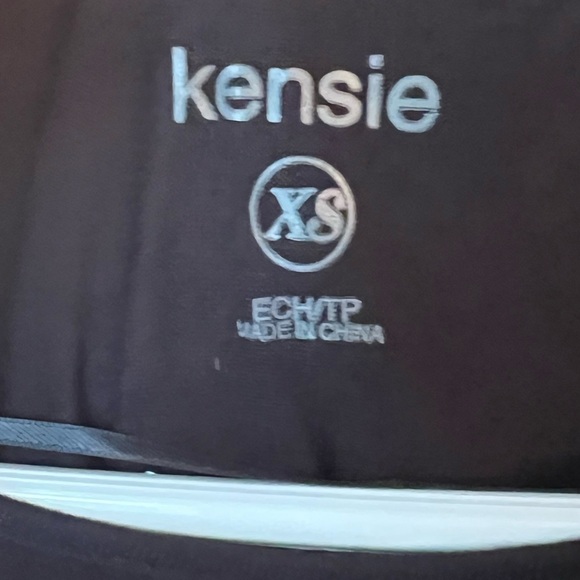 kensie
XS
ECH/TP
MADE IN CHINA